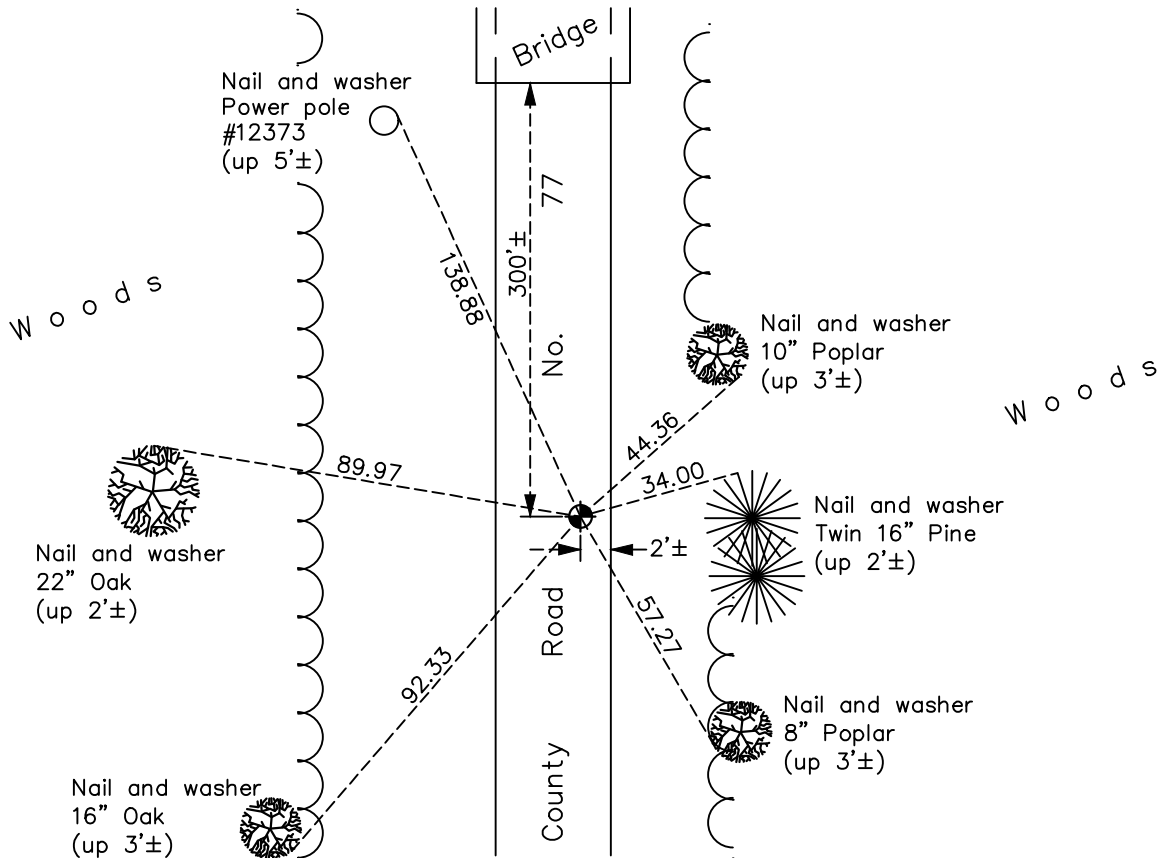 Bridge
Nail and washer
Power pole
#12373
(up 5'±)
138.88
300'±
County Road No. 77
Woods
Nail and washer
10” Poplar
(up 3'±)
Woods
44.36
34.00
89.97
Nail and washer
Twin 16” Pine
(up 2'±)
Nail and washer
22” Oak
(up 2'±)
2'±
57.27
92.33
Nail and washer
8” Poplar
(up 3'±)
Nail and washer
16” Oak
(up 3'±)